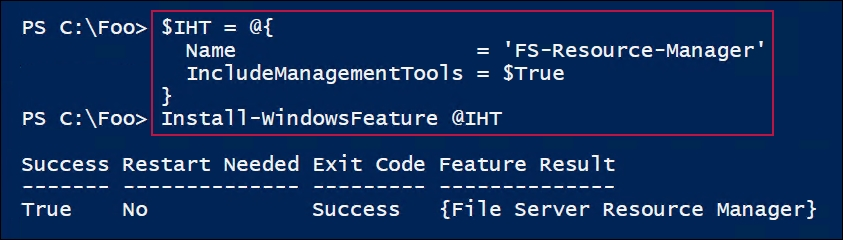 PS C:\Foo> $IHT = @{
  Name                   = 'FS-Resource-Manager'
  IncludeManagementTools = $True
}
PS C:\Foo> Install-WindowsFeature @IHT
Success Restart Needed Exit Code Feature Result
------- -------------- --------- --------------
True    No             Success   {File Server Resource Manager}